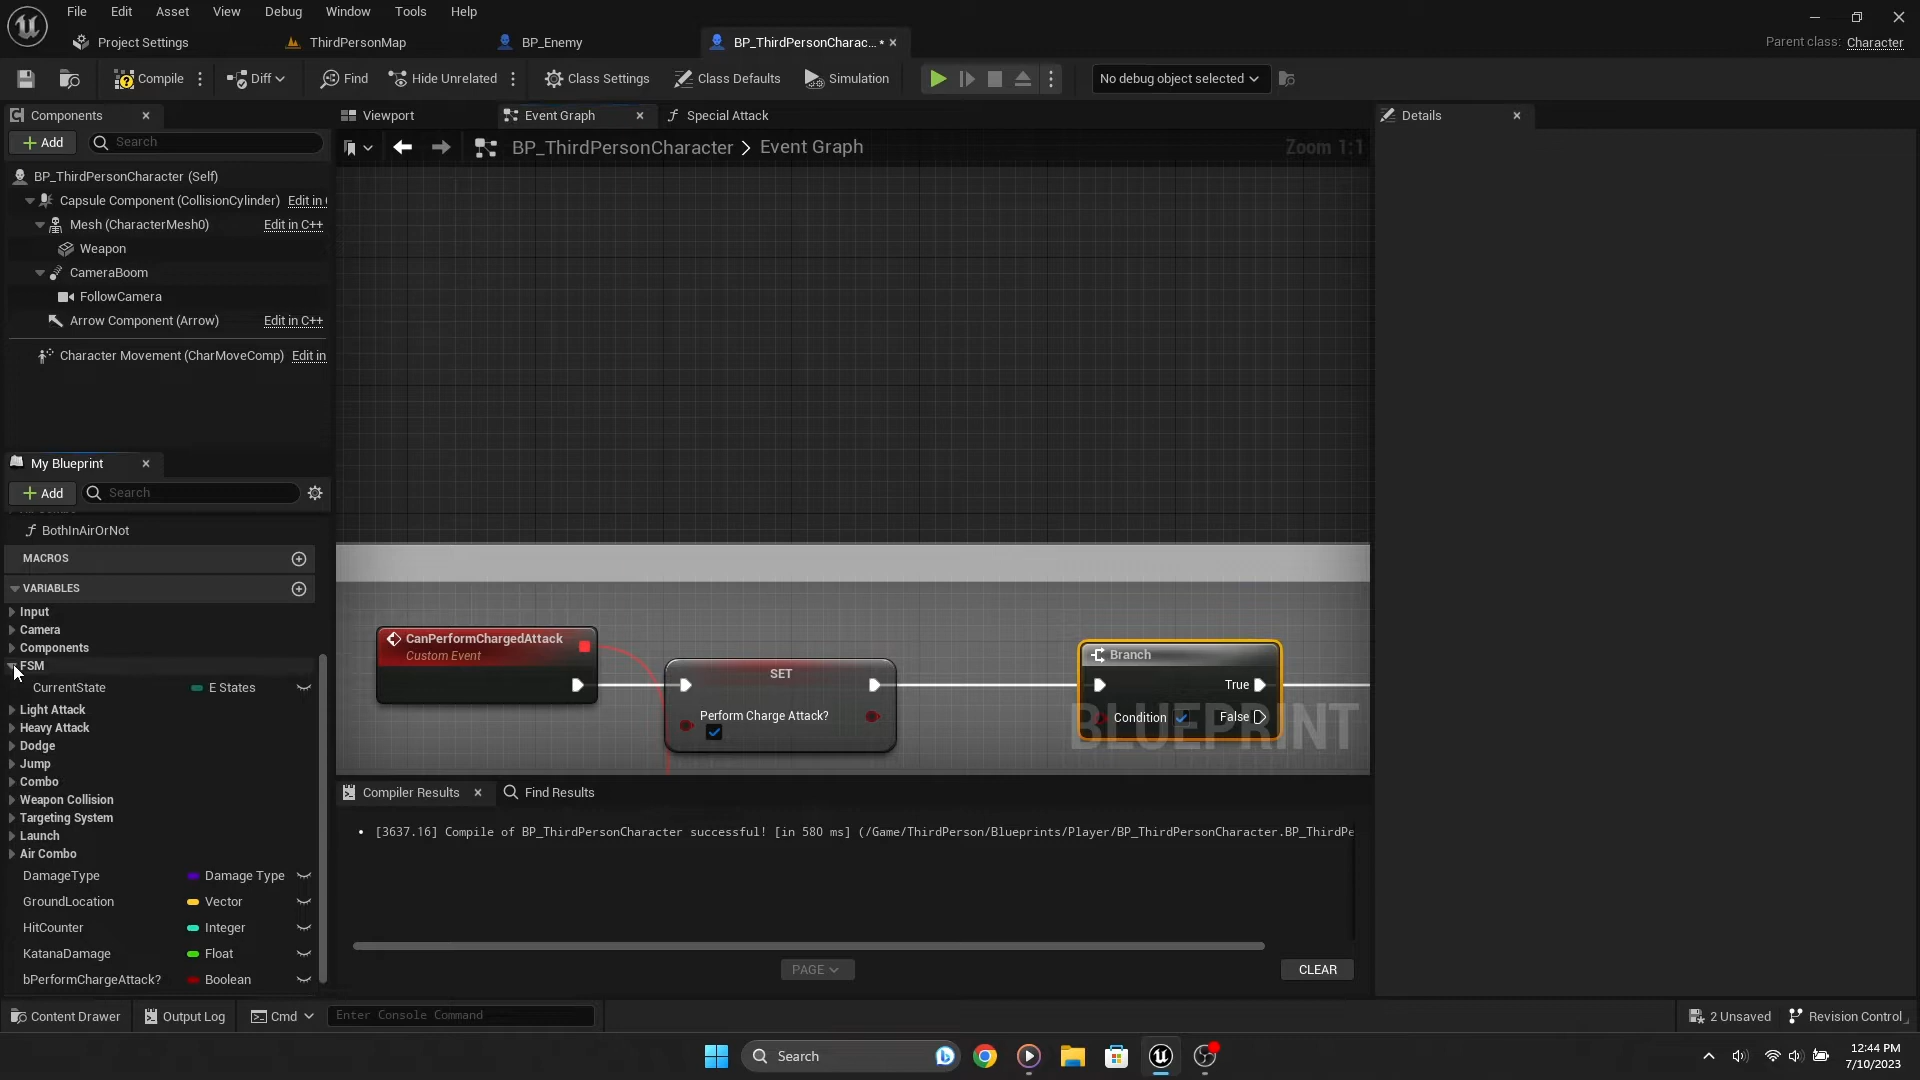 File Edit Asset View Debug Window Tools Help
Project Settings ThirdPersonMap BP_Enemy BP_ThirdPersonCharac... •
Parent class: Character
Compile Diff Find Hide Unrelated Class Settings Class Defaults Simulation No debug object selected
Components
Viewport Event Graph Special Attack
Details
Add Search
BP_ThirdPersonCharacter > Event Graph
Zoom 1:1
BP_ThirdPersonCharacter (Self)
Capsule Component (CollisionCylinder) Edit in
Mesh (CharacterMesh0) Edit in C++
Weapon
CameraBoom
FollowCamera
Arrow Component (Arrow) Edit in C++
Character Movement (CharMoveComp) Edit in
My Blueprint
Add Search
BothInAirOrNot
MACROS
VARIABLES
Input
Camera
Components
FSM
CurrentState E States
Light Attack
Heavy Attack
Dodge
Jump
Combo
Weapon Collision
Targeting System
Launch
Air Combo
DamageType Damage Type
GroundLocation Vector
HitCounter Integer
KatanaDamage Float
bPerformChargeAttack? Boolean
CanPerformChargedAttack
Custom Event
SET
Perform Charge Attack?
Branch
True
Condition False
BLUEPRINT
Compiler Results Find Results
• [3637.16] Compile of BP_ThirdPersonCharacter successful! [in 580 ms] (/Game/ThirdPerson/Blueprints/Player/BP_ThirdPersonCharacter.BP_ThirdPe
PAGE CLEAR
Content Drawer Output Log Cmd Enter Console Command
2 Unsaved Revision Control
Search
12:44 PM
7/10/2023